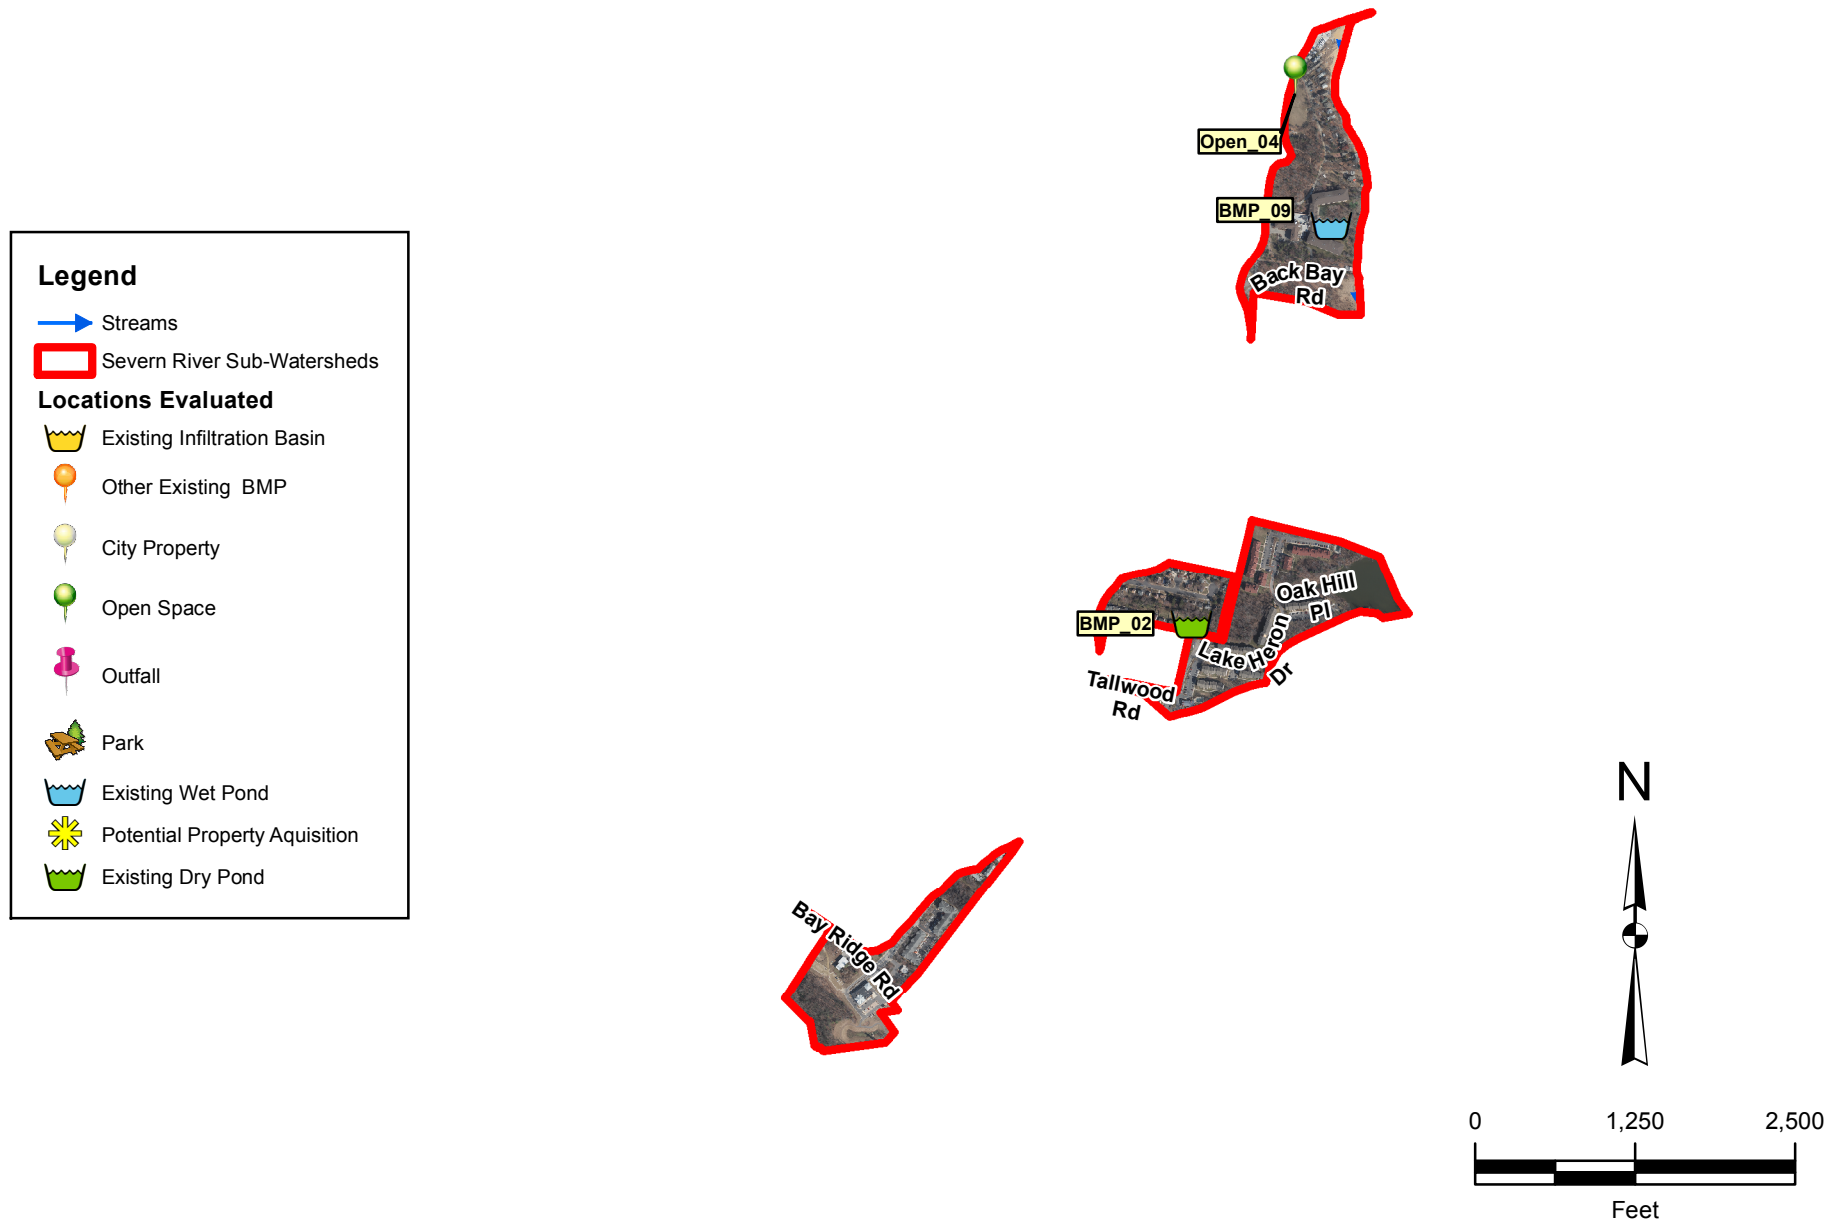 Open_04
BMP_09
Back Bay
Rd
Legend
Streams
Severn River Sub-Watersheds
Locations Evaluated
Existing Infiltration Basin
Other Existing BMP
City Property
Open Space
Outfall
Park
Existing Wet Pond
Potential Property Aquisition
Existing Dry Pond
Oak Hill
Pl
BMP_02
Lake Heron
Dr
Tallwood
Rd
Bay Ridge Rd
N
0 1,250 2,500
Feet